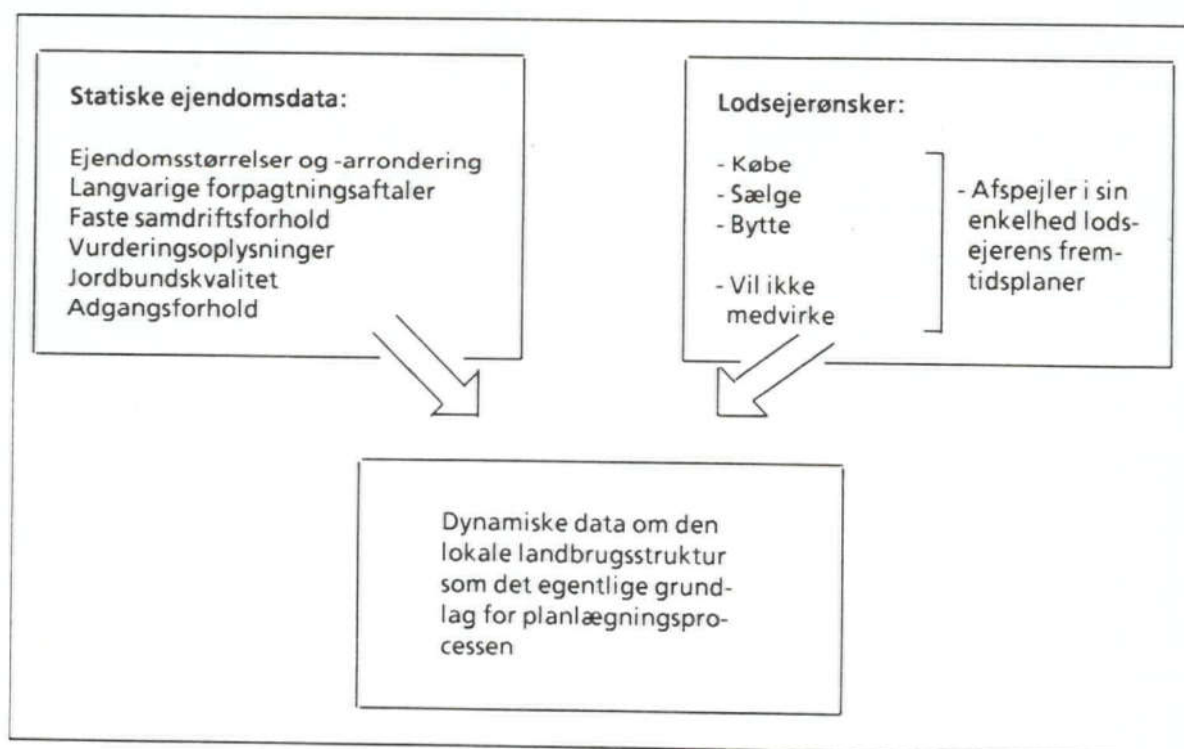 Statiske ejendomsdata:
Ejendomsstørrelser og -arrondering
Langvarige forpagtningsaftaler
Faste samdriftsforhold
Vurderingsoplysninger
Jordbundskvalitet
Adgangsforhold
Lodsejerønsker:
- Købe
- Sælge
- Bytte
- Vil ikke
medvirke
- Afspejler i sin
enkelhed lods-
ejerens frem-
tidsplaner
Dynamiske data om den
lokale landbrugsstruktur
som det egentlige grund-
lag for planlægningspro-
cessen